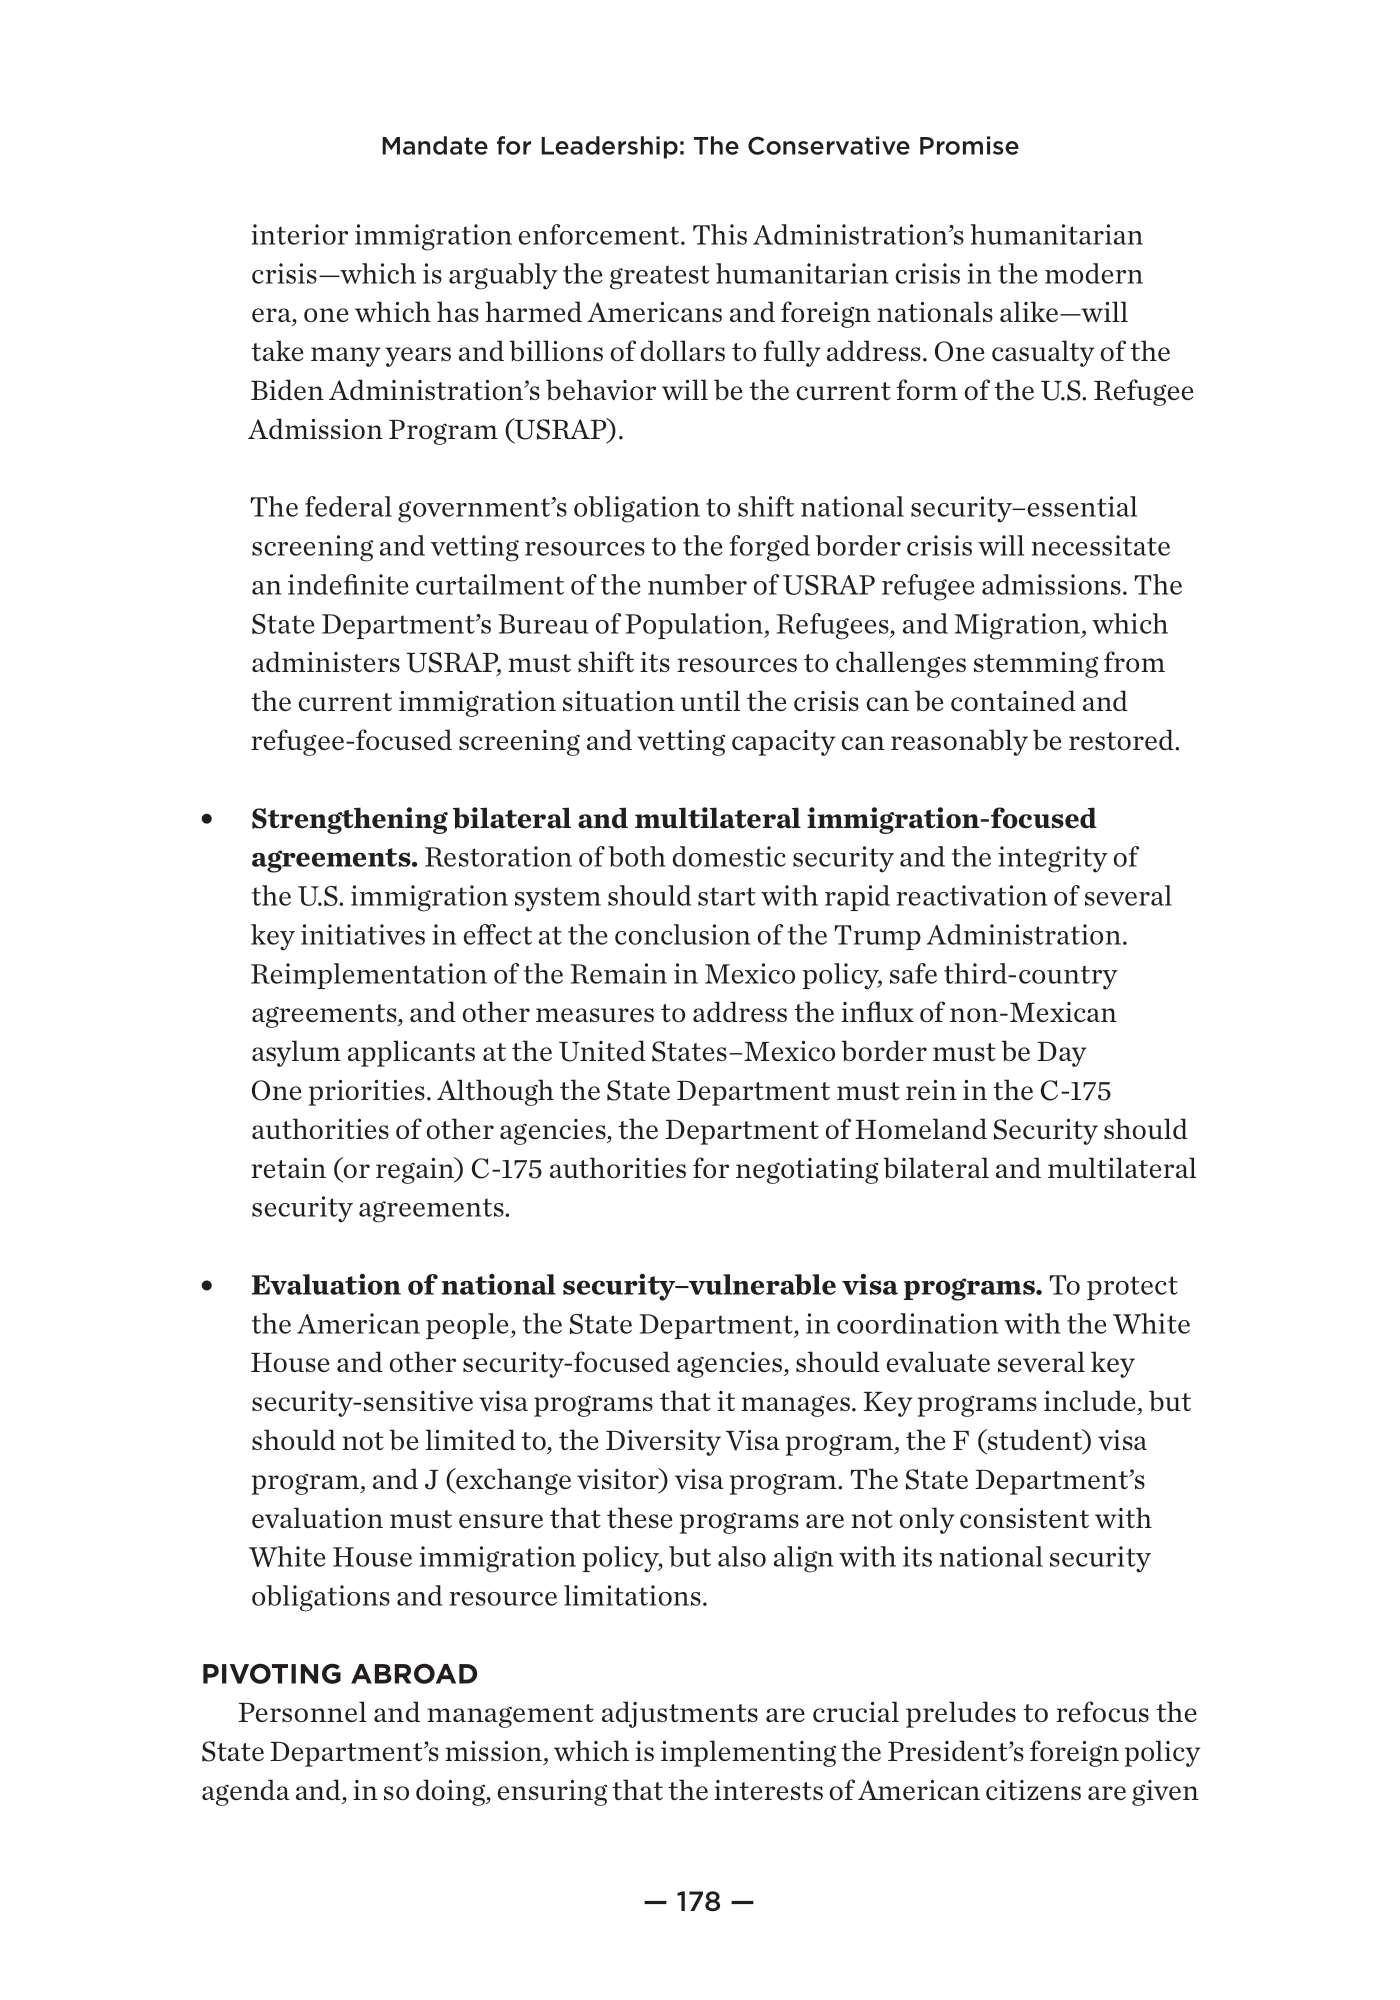 Mandate for Leadership: The Conservative Promise
interior immigration enforcement. This Administration’s humanitarian
crisis—which is arguably the greatest humanitarian crisis in the modern
era, one which has harmed Americans and foreign nationals alike—will
take many years and billions of dollars to fully address. One casualty of the
Biden Administration’s behavior will be the current form of the U.S. Refugee
Admission Program (USRAP).
The federal government’s obligation to shift national security–essential
screening and vetting resources to the forged border crisis will necessitate
an indefinite curtailment of the number of USRAP refugee admissions. The
State Department’s Bureau of Population, Refugees, and Migration, which
administers USRAP, must shift its resources to challenges stemming from
the current immigration situation until the crisis can be contained and
refugee-focused screening and vetting capacity can reasonably be restored.
• Strengthening bilateral and multilateral immigration-focused
agreements. Restoration of both domestic security and the integrity of
the U.S. immigration system should start with rapid reactivation of several
key initiatives in effect at the conclusion of the Trump Administration.
Reimplementation of the Remain in Mexico policy, safe third-country
agreements, and other measures to address the influx of non-Mexican
asylum applicants at the United States–Mexico border must be Day
One priorities. Although the State Department must rein in the C-175
authorities of other agencies, the Department of Homeland Security should
retain (or regain) C-175 authorities for negotiating bilateral and multilateral
security agreements.
• Evaluation of national security–vulnerable visa programs. To protect
the American people, the State Department, in coordination with the White
House and other security-focused agencies, should evaluate several key
security-sensitive visa programs that it manages. Key programs include, but
should not be limited to, the Diversity Visa program, the F (student) visa
program, and J (exchange visitor) visa program. The State Department’s
evaluation must ensure that these programs are not only consistent with
White House immigration policy, but also align with its national security
obligations and resource limitations.
PIVOTING ABROAD
Personnel and management adjustments are crucial preludes to refocus the
State Department’s mission, which is implementing the President’s foreign policy
agenda and, in so doing, ensuring that the interests of American citizens are given
— 178 —